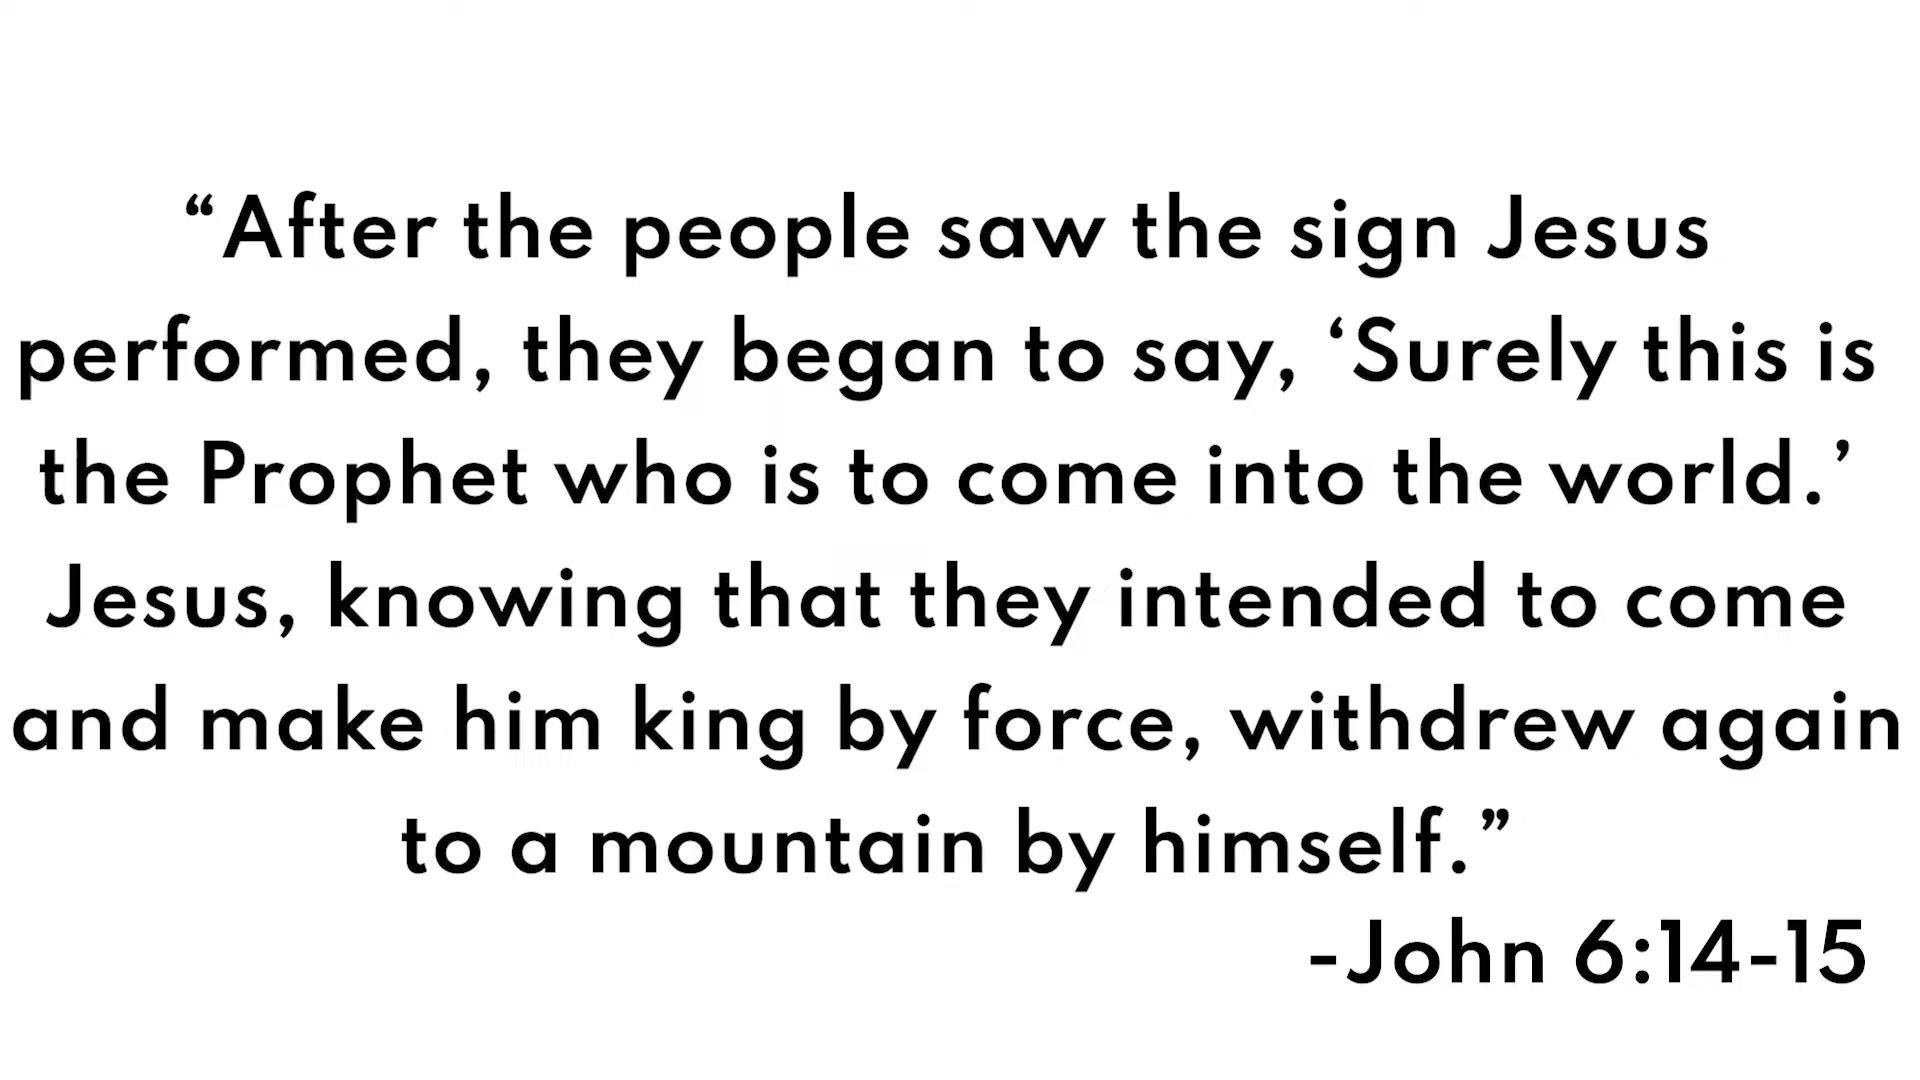 “After the people saw the sign Jesus
performed, they began to say, ‘Surely this is
the Prophet who is to come into the world.’
Jesus, knowing that they intended to come
and make him king by force, withdrew again
to a mountain by himself.”
-John 6:14-15